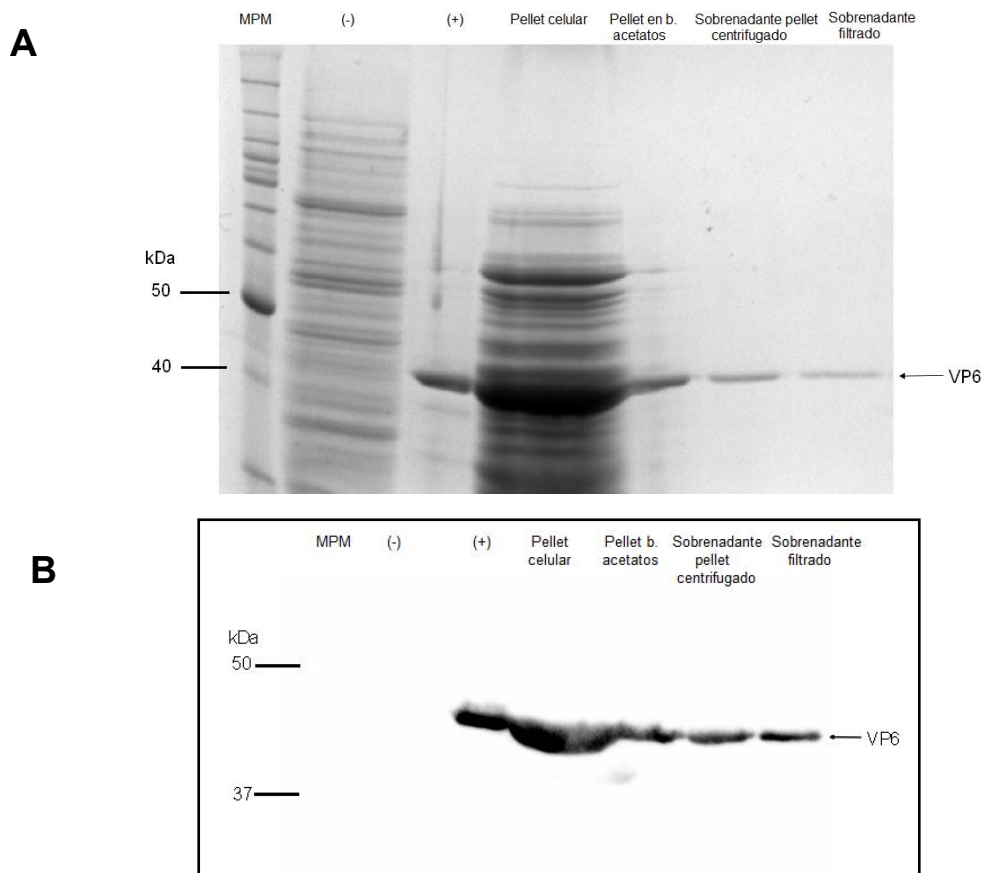 A
MPM (-) (+) Pellet celular Pellet en b. Sobrenadante pellet Sobrenadante
acetatos centrifugado filtrado
kDa
50
40
VP6
B
MPM (-) (+) Pellet Pellet b. Sobrenadante Sobrenadante
celular acetatos pellet filtrado
centrifugado
kDa
50
VP6
37